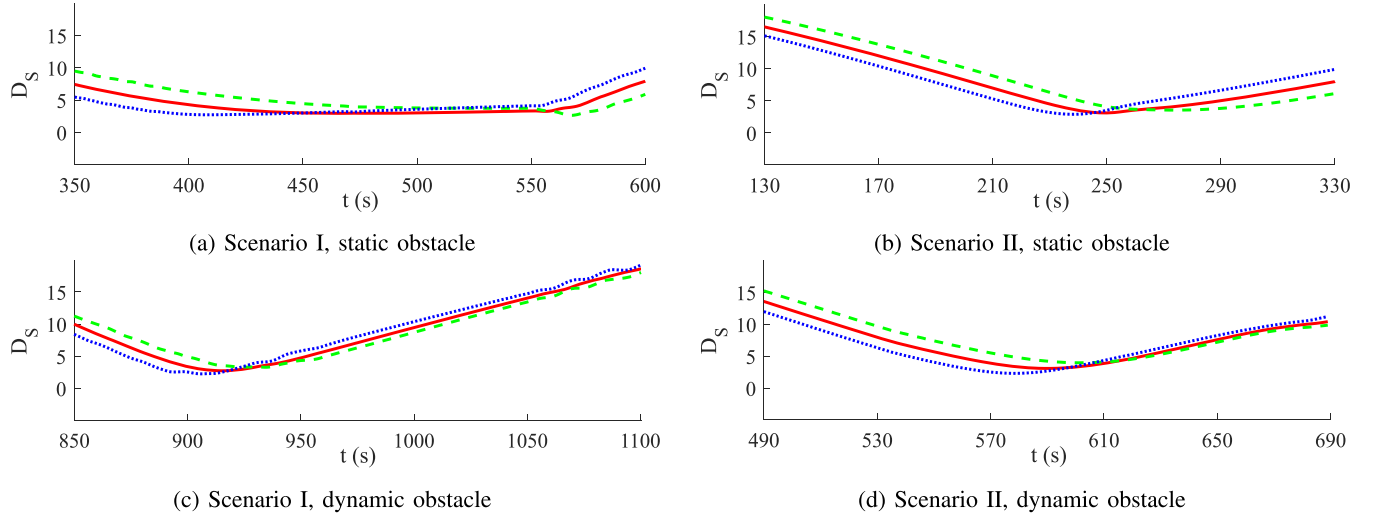 15
10
5
0
D_S
350 400 450 500 550 600
t (s)
(a) Scenario I, static obstacle
15
10
5
0
D_S
130 170 210 250 290 330
t (s)
(b) Scenario II, static obstacle
15
10
5
0
D_S
850 900 950 1000 1050 1100
t (s)
(c) Scenario I, dynamic obstacle
15
10
5
0
D_S
490 530 570 610 650 690
t (s)
(d) Scenario II, dynamic obstacle